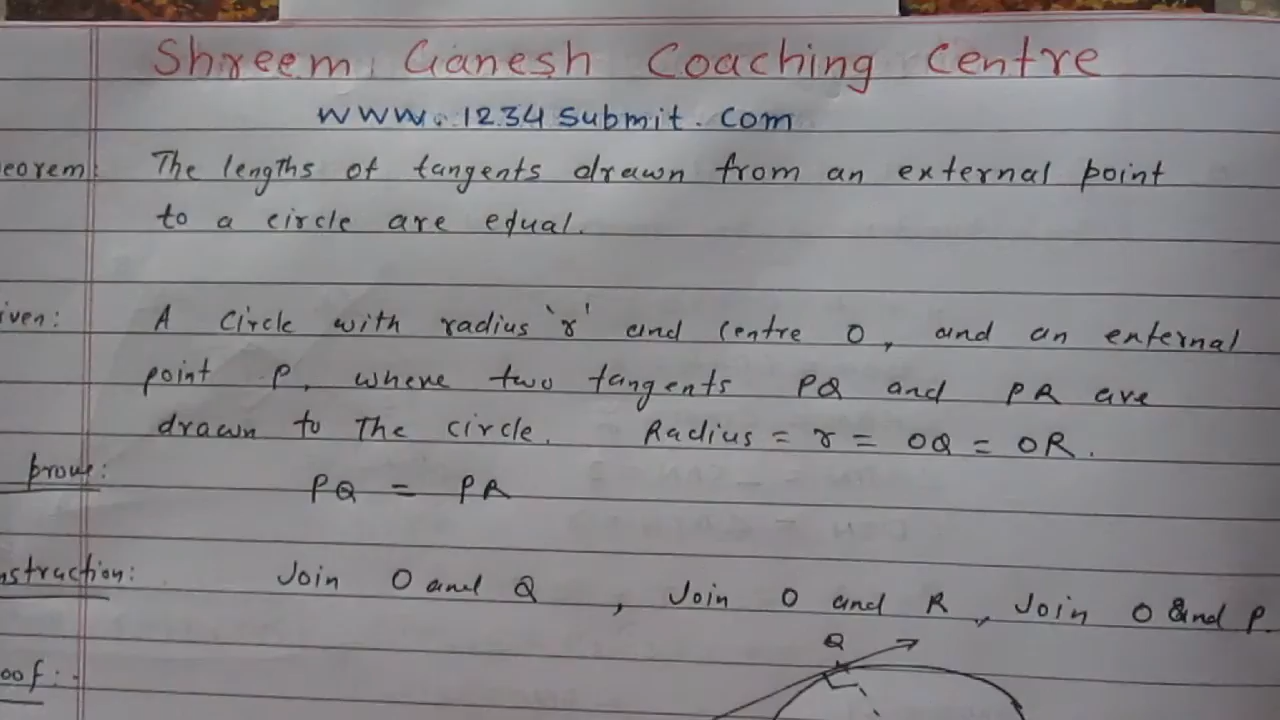 Shreem Ganesh Coaching Centre
www.1234submit.com
eorem: The lengths of tangents drawn from an external point
to a circle are equal.
iven: A circle with radius 'r' and centre O, and an external
point P, where two tangents PQ and PR are
drawn to The circle. Radius = r = OQ = OR.
prove:
PQ = PR
nstruction: Join O and Q, Join O and R, Join O and P.
Q
oof:-